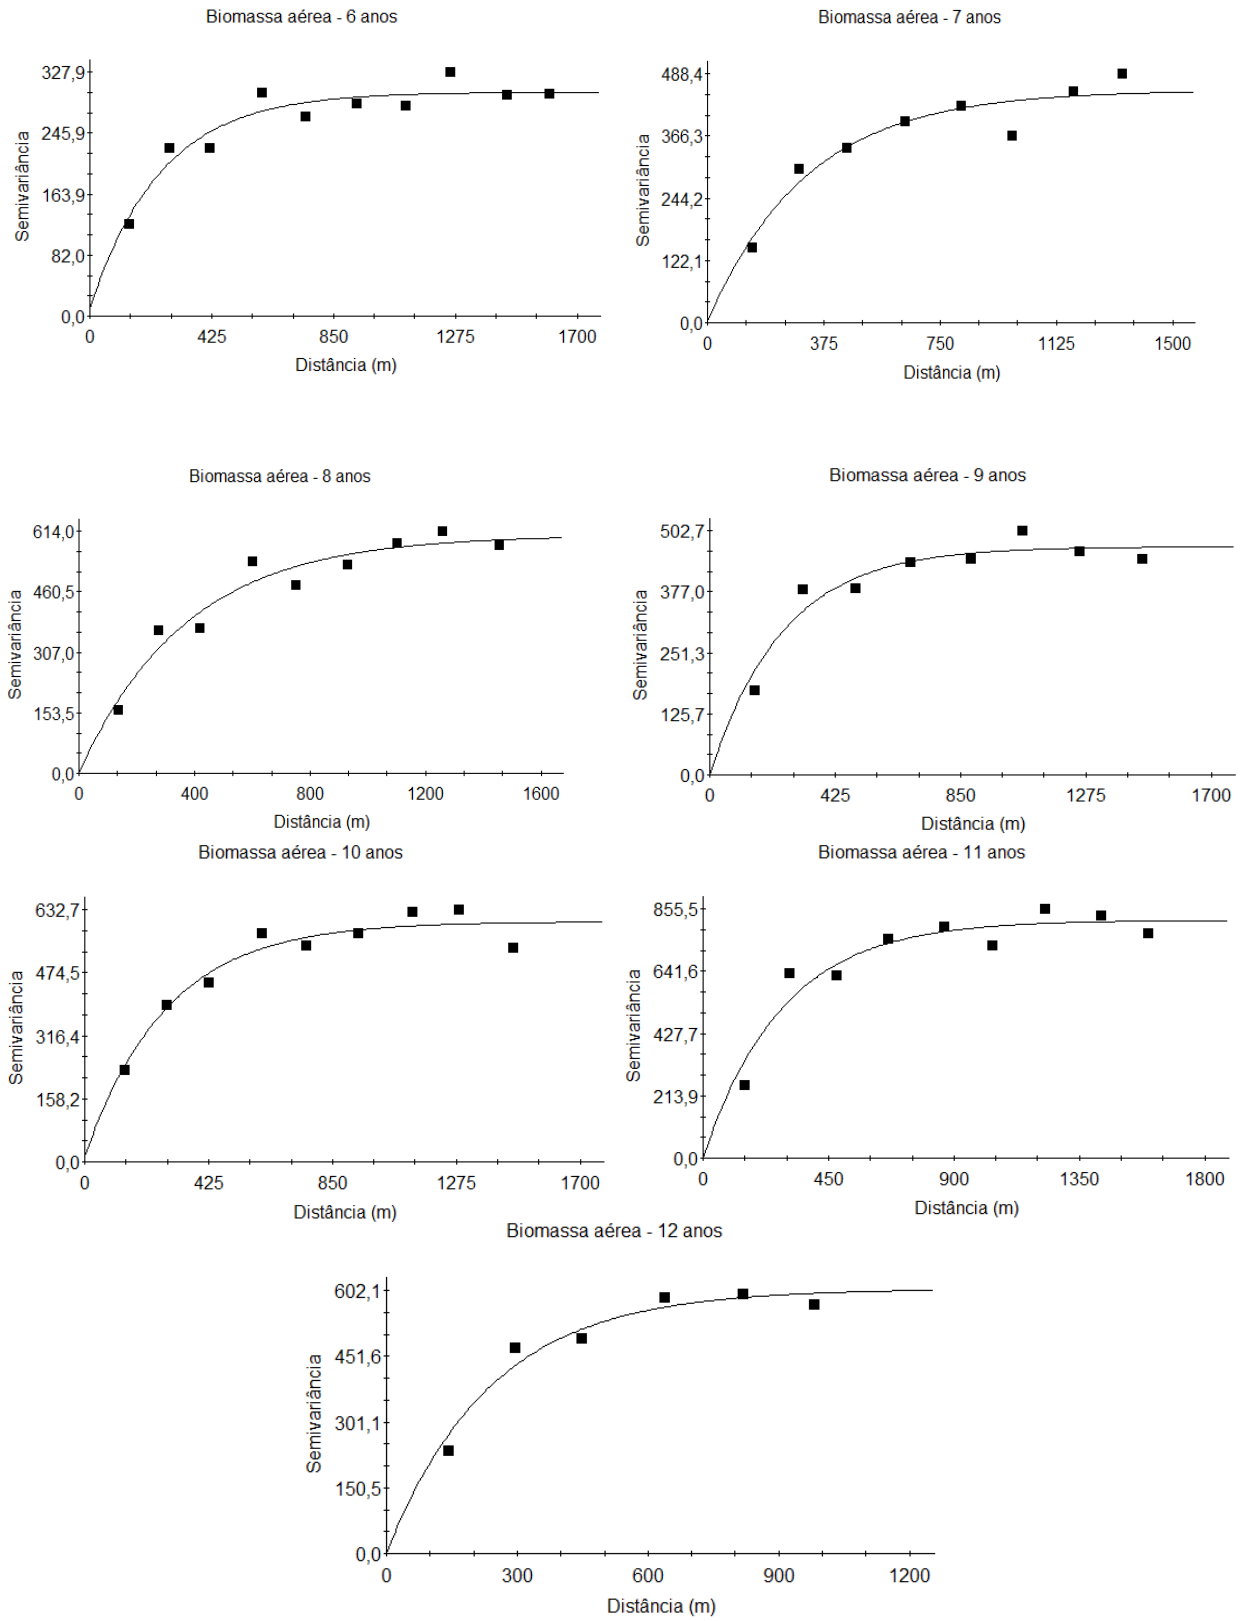 Biomassa aérea - 6 anos
327,9
245,9
163,9
82,0
0,0
Semivariância
0 425 850 1275 1700
Distância (m)
Biomassa aérea - 7 anos
488,4
366,3
244,2
122,1
0,0
Semivariância
0 375 750 1125 1500
Distância (m)
Biomassa aérea - 8 anos
614,0
460,5
307,0
153,5
0,0
Semivariância
0 400 800 1200 1600
Distância (m)
Biomassa aérea - 9 anos
502,7
377,0
251,3
125,7
0,0
Semivariância
0 425 850 1275 1700
Distância (m)
Biomassa aérea - 10 anos
632,7
474,5
316,4
158,2
0,0
Semivariância
0 425 850 1275 1700
Distância (m)
Biomassa aérea - 11 anos
855,5
641,6
427,7
213,9
0,0
Semivariância
0 450 900 1350 1800
Distância (m)
Biomassa aérea - 12 anos
602,1
451,6
301,1
150,5
0,0
Semivariância
0 300 600 900 1200
Distância (m)